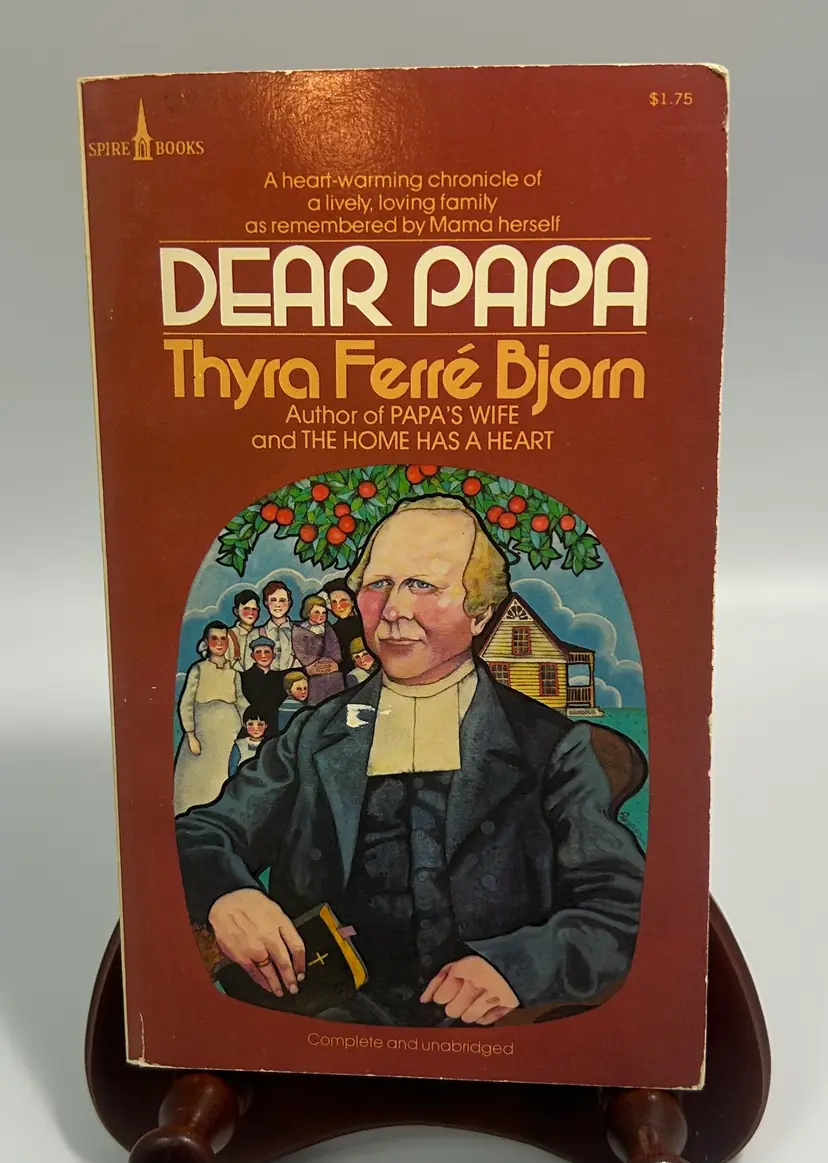 $1.75
SPIRE BOOKS
A heart-warming chronicle of
a lively, loving family
as remembered by Mama herself
DEAR PAPA
Thyra Ferré Bjorn
Author of PAPA'S WIFE
and THE HOME HAS A HEART
Complete and unabridged